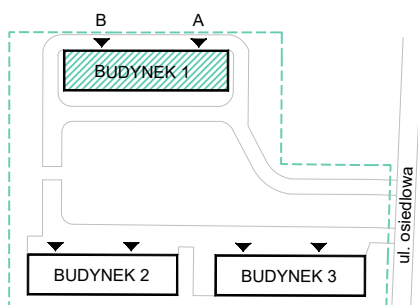 B A
BUDYNEK 1
ul. osiedlowa
BUDYNEK 2
BUDYNEK 3